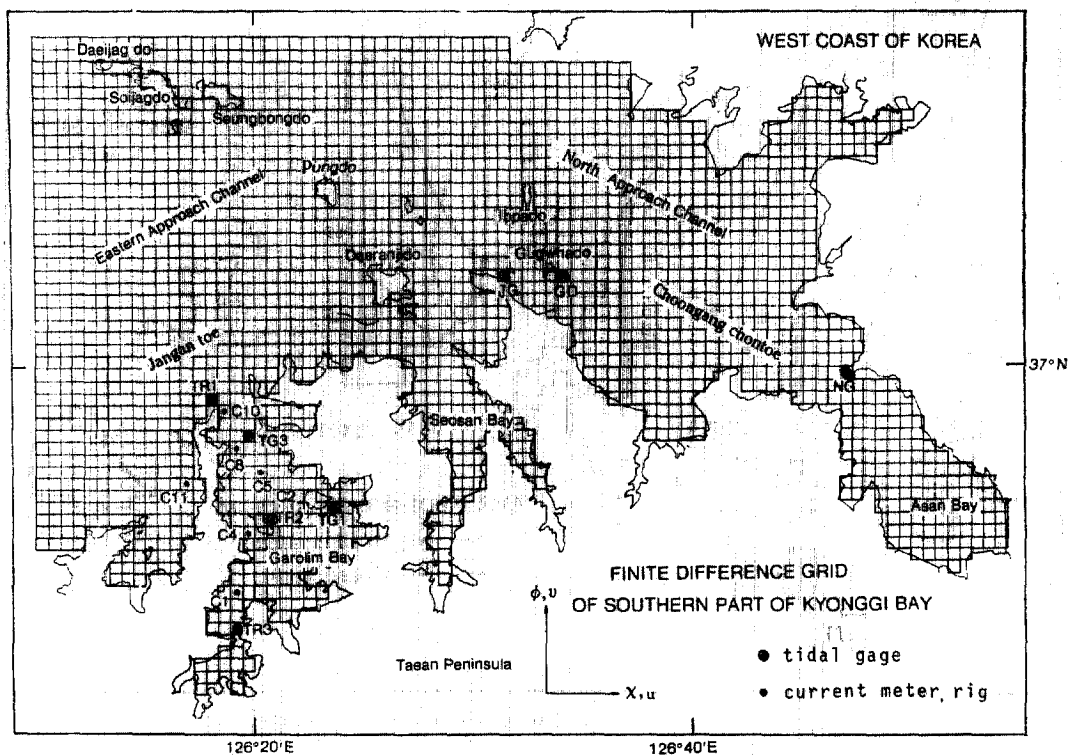 WEST COAST OF KOREA
Daeijag do
Soijagdo
Seungbongdo
Pungdo
Eastern Approach Channel
North Approach Channel
Choongang chontoe
Jangan toe
GD
NG
37°N
TR1
C10
TG3
C8
C5
C11
C2
TR2
TG1
C4
Seosan Bay
Asan Bay
Garolim Bay
C1
TR3
FINITE DIFFERENCE GRID
OF SOUTHERN PART OF KYONGGI BAY
ϕ,υ
χ,u
Taean Peninsula
tidal gage
current meter, rig
126°20'E
126°40'E